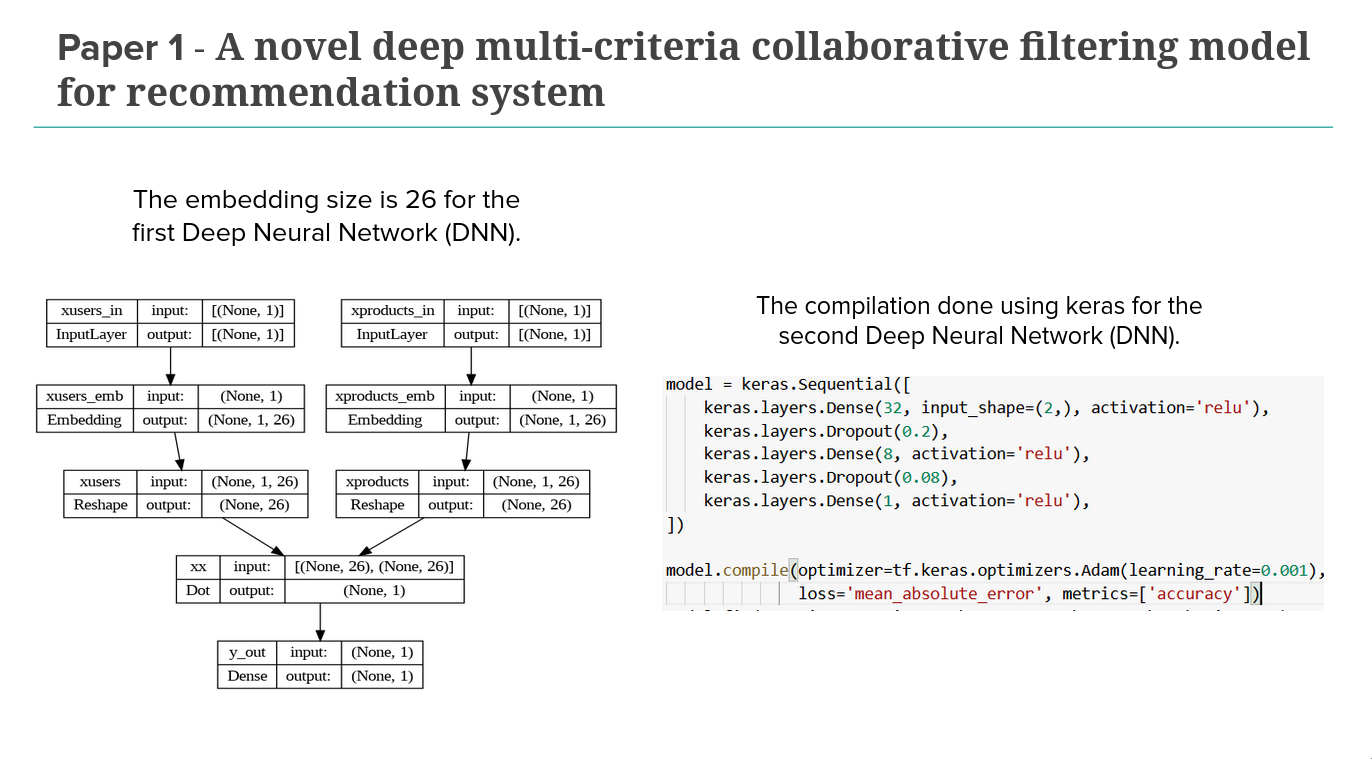 Paper 1 - A novel deep multi-criteria collaborative filtering model
for recommendation system
The embedding size is 26 for the
first Deep Neural Network (DNN).
xusers_in input: [(None, 1)]
InputLayer output: [(None, 1)]
xproducts_in input: [(None, 1)]
InputLayer output: [(None, 1)]
xusers_emb input: (None, 1)
Embedding output: (None, 1, 26)
xproducts_emb input: (None, 1)
Embedding output: (None, 1, 26)
xusers input: (None, 1, 26)
Reshape output: (None, 26)
xproducts input: (None, 1, 26)
Reshape output: (None, 26)
xx input: [(None, 26), (None, 26)]
Dot output: (None, 1)
y_out input: (None, 1)
Dense output: (None, 1)
The compilation done using keras for the
second Deep Neural Network (DNN).
model = keras.Sequential([
keras.layers.Dense(32, input_shape=(2,), activation='relu'),
keras.layers.Dropout(0.2),
keras.layers.Dense(8, activation='relu'),
keras.layers.Dropout(0.08),
keras.layers.Dense(1, activation='relu'),
])
model.compile(optimizer=tf.keras.optimizers.Adam(learning_rate=0.001),
loss='mean_absolute_error', metrics=['accuracy'])